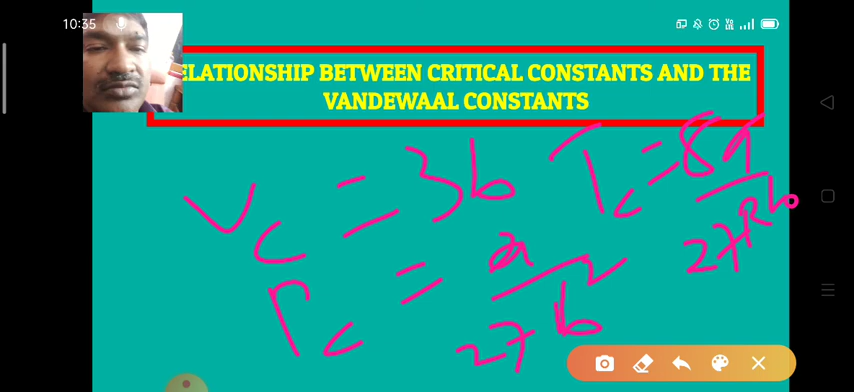 10:35
ELATIONSHIP BETWEEN CRITICAL CONSTANTS AND THE
VANDEWAAL CONSTANTS
Vc = 3b Tc = 8a/27Rb
Pc = a/27b²